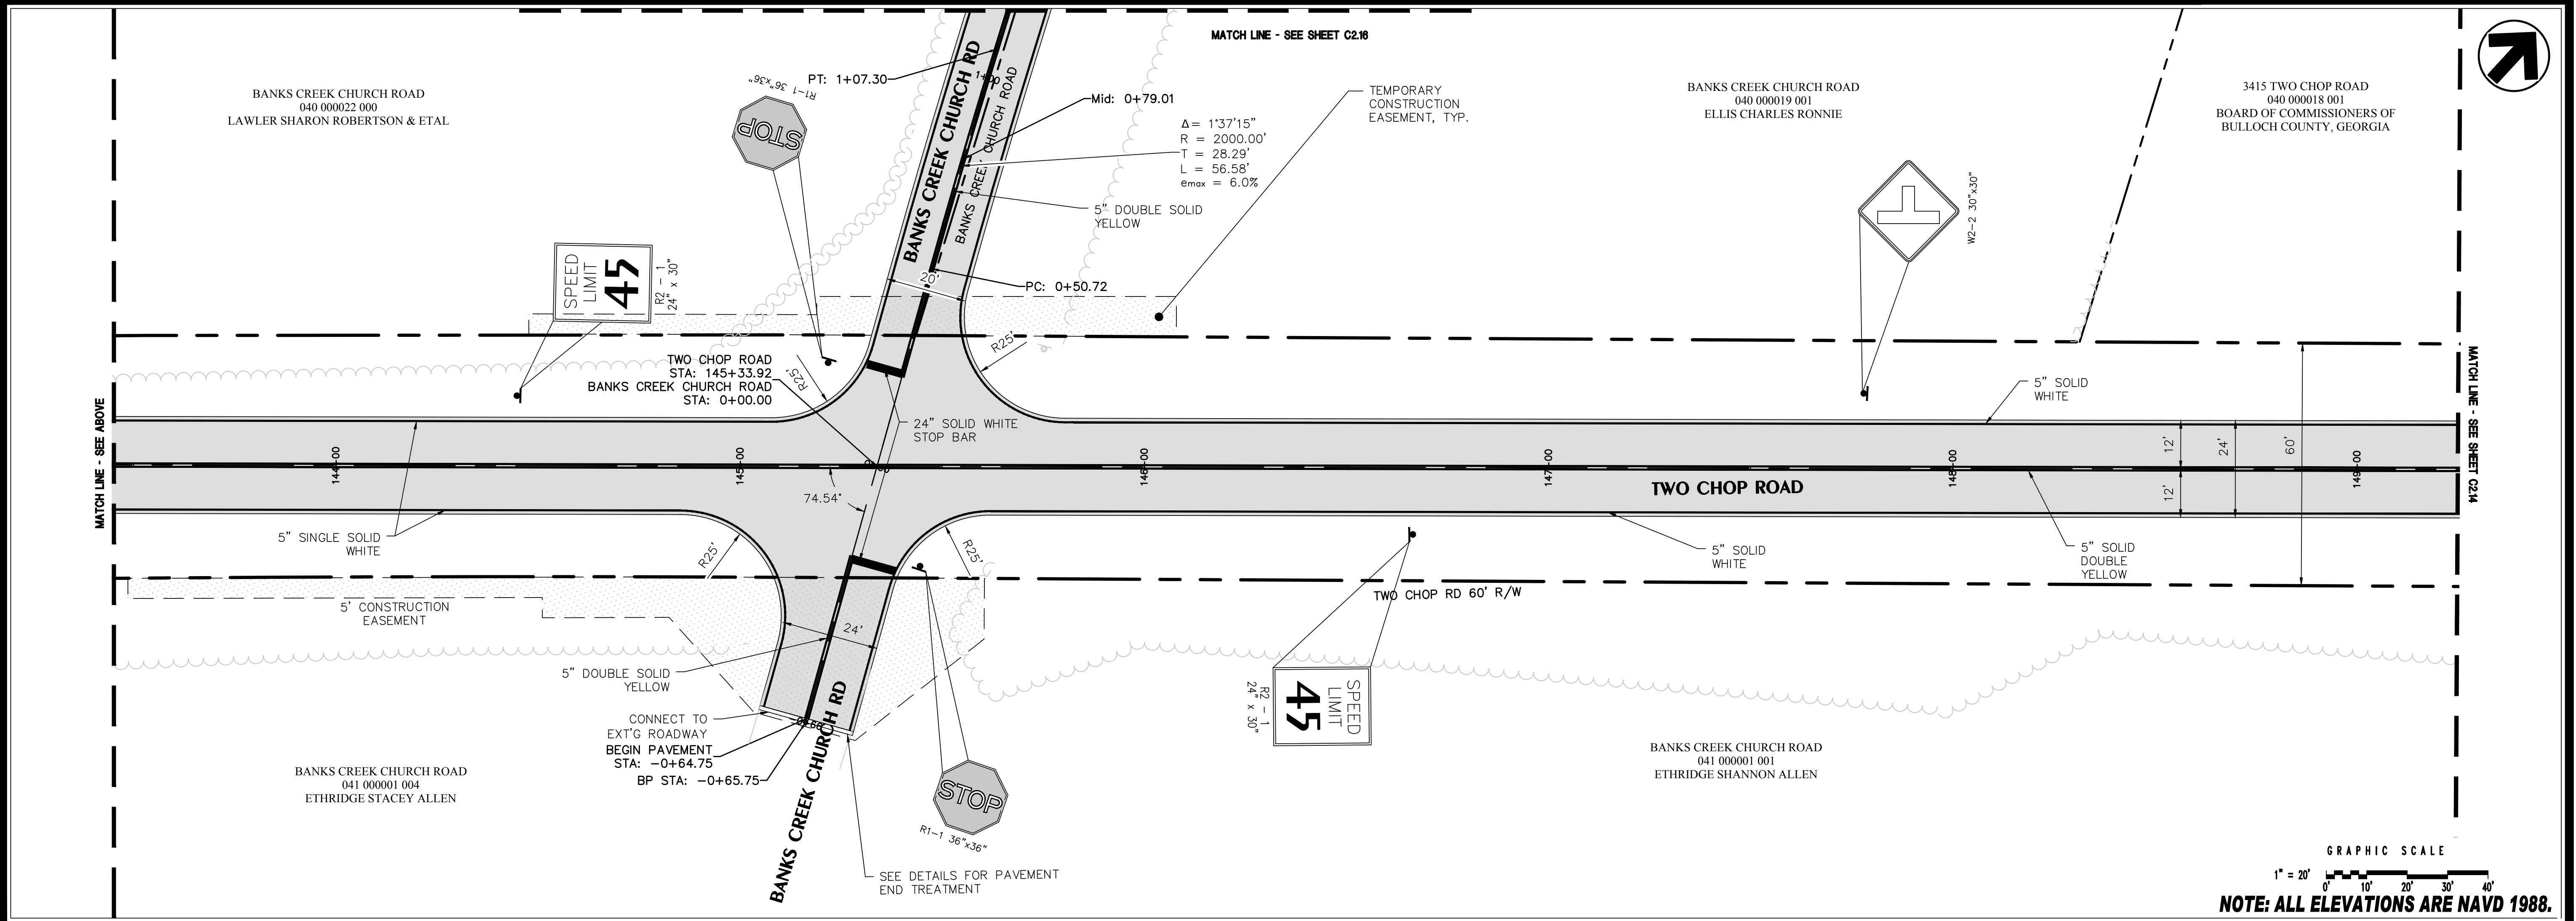 MATCH LINE - SEE SHEET C2.16
BANKS CREEK CHURCH ROAD
040 000022 000
LAWLER SHARON ROBERTSON & ETAL
R1-1 36"x36"
STOP
PT: 1+07.30
1+00
BANKS CREEK CHURCH RD
BANKS CREEK CHURCH ROAD
Mid: 0+79.01
Δ= 1°37'15"
R = 2000.00'
T = 28.29'
L = 56.58'
emax = 6.0%
5" DOUBLE SOLID
YELLOW
TEMPORARY
CONSTRUCTION
EASEMENT, TYP.
BANKS CREEK CHURCH ROAD
040 000019 001
ELLIS CHARLES RONNIE
3415 TWO CHOP ROAD
040 000018 001
BOARD OF COMMISSIONERS OF
BULLOCH COUNTY, GEORGIA
W2-2 30"x30"
SPEED
LIMIT
45
R2 - 1
24" x 30"
20'
PC: 0+50.72
R25'
R25'
TWO CHOP ROAD
STA: 145+33.92
BANKS CREEK CHURCH ROAD
STA: 0+00.00
24" SOLID WHITE
STOP BAR
5" SOLID
WHITE
MATCH LINE - SEE ABOVE
144+00
145+00
146+00
147+00
148+00
149+00
12'
24'
60'
12'
MATCH LINE - SEE SHEET C2.14
74.54°
TWO CHOP ROAD
5" SINGLE SOLID
WHITE
R25'
R25'
5" SOLID
WHITE
5" SOLID
DOUBLE
YELLOW
TWO CHOP RD 60' R/W
5' CONSTRUCTION
EASEMENT
24'
5" DOUBLE SOLID
YELLOW
SPEED
LIMIT
45
R2 - 1
24" x 30"
CONNECT TO
EXT'G ROADWAY
BEGIN PAVEMENT
STA: -0+64.75
BP STA: -0+65.75
BANKS CREEK CHURCH RD
STOP
R1-1 36"x36"
SEE DETAILS FOR PAVEMENT
END TREATMENT
BANKS CREEK CHURCH ROAD
041 000001 004
ETHRIDGE STACEY ALLEN
BANKS CREEK CHURCH ROAD
041 000001 001
ETHRIDGE SHANNON ALLEN
GRAPHIC SCALE
1" = 20'
0' 10' 20' 30' 40'
NOTE: ALL ELEVATIONS ARE NAVD 1988.